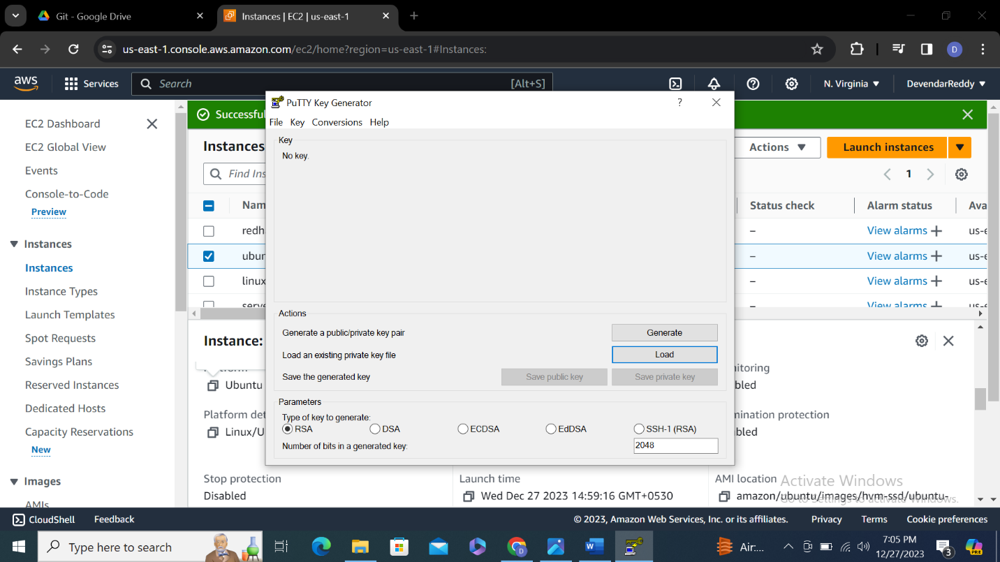 Git - Google Drive
Instances | EC2 | us-east-1
us-east-1.console.aws.amazon.com/ec2/home?region=us-east-1#Instances:
D
aws
Services
Search
[Alt+S]
N. Virginia
DevendarReddy
EC2 Dashboard
EC2 Global View
Events
Console-to-Code
Preview
Instances
Instances
Instance Types
Launch Templates
Spot Requests
Savings Plans
Reserved Instances
Dedicated Hosts
Capacity Reservations
New
Images
AMIs
Successful
Instances
Actions
Launch instances
Find Ins
1
Nam
Status check
Alarm status
Ava
redh
–
View alarms
us-e
ubun
–
View alarms
us-e
linux
–
View alarms
us-e
serve
–
View alarms
us-e
PuTTY Key Generator
?
File Key Conversions Help
Key
No key.
Actions
Generate a public/private key pair
Generate
Load an existing private key file
Load
Save the generated key
Save public key
Save private key
Parameters
Type of key to generate:
RSA
DSA
ECDSA
EdDSA
SSH-1 (RSA)
Number of bits in a generated key:
2048
Instance:
Platform
Ubuntu
itoring
bled
Platform det
Linux/U
mination protection
bled
Stop protection
Disabled
Launch time
Wed Dec 27 2023 14:59:16 GMT+0530
AMI location
amazon/ubuntu/images/hvm-ssd/ubuntu-
Activate Windows
Go to Settings to activate Windows.
CloudShell
Feedback
© 2023, Amazon Web Services, Inc. or its affiliates.
Privacy
Terms
Cookie preferences
Type here to search
D
Air:...
7:05 PM
12/27/2023
3
PRE